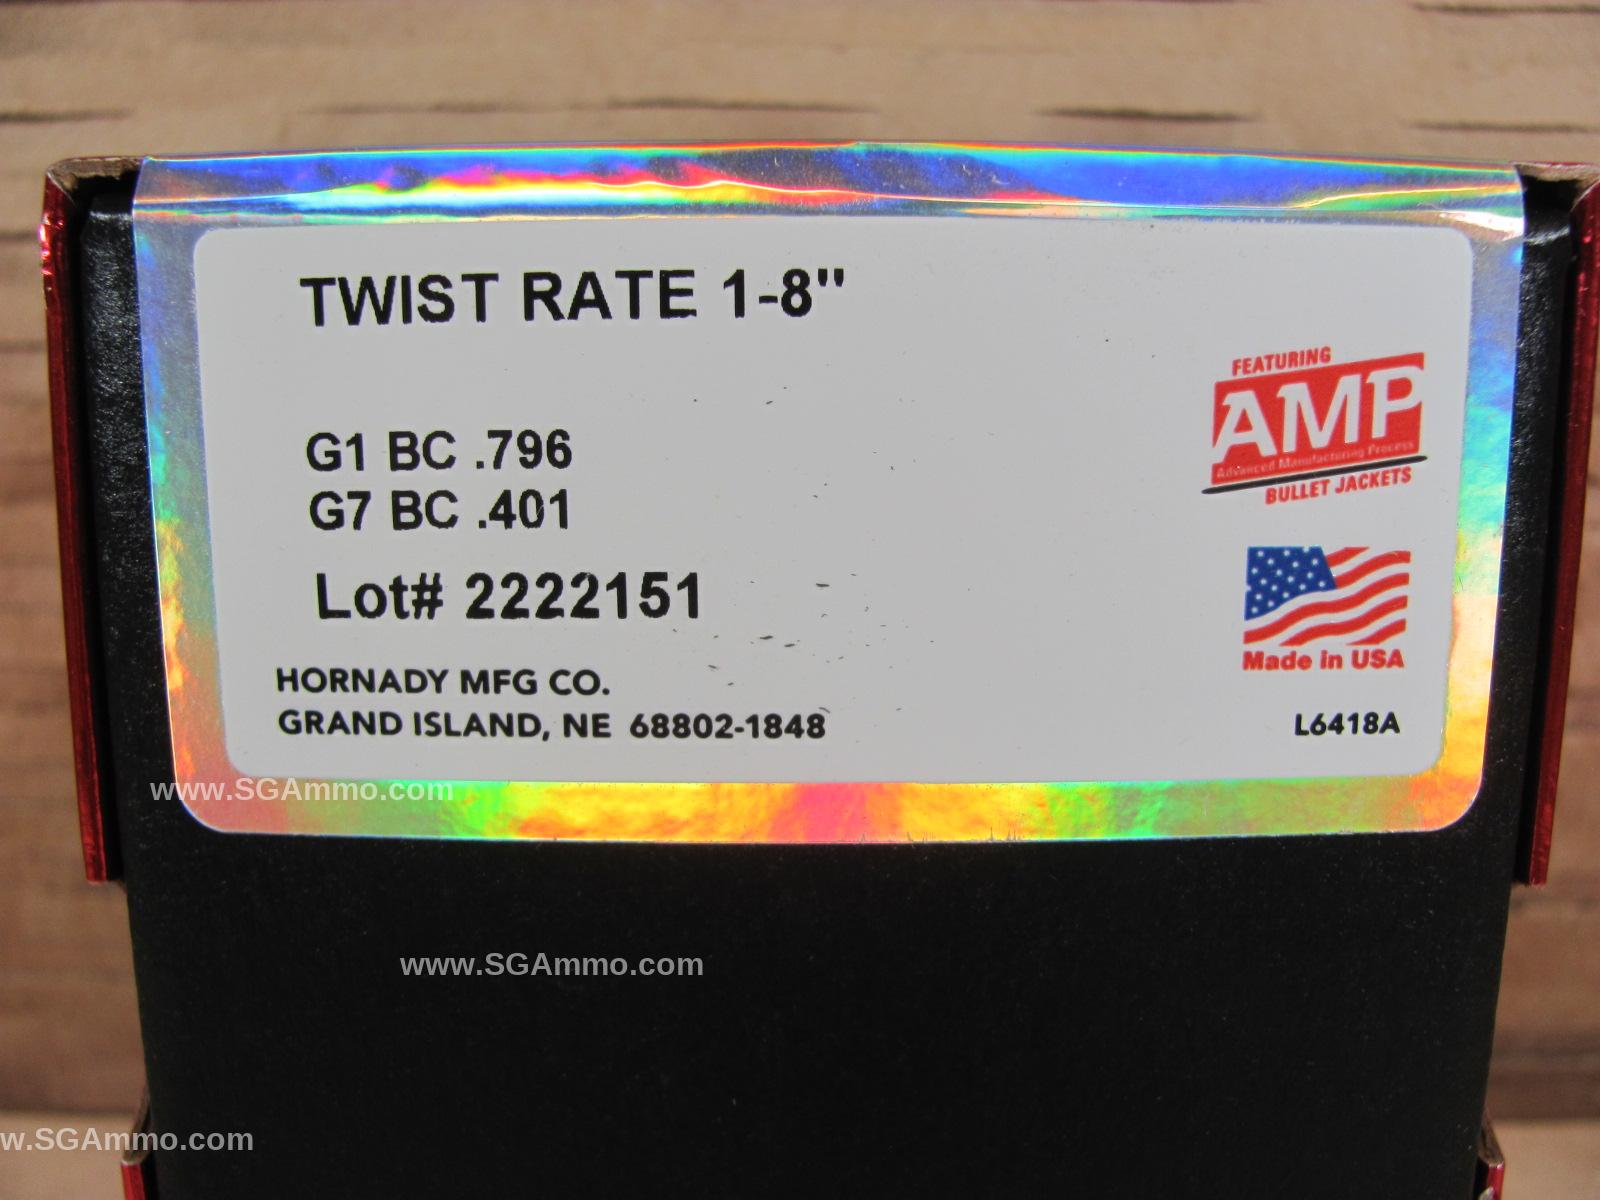 TWIST RATE 1-8"
G1 BC .796
G7 BC .401
Lot# 2222151
HORNADY MFG CO.
GRAND ISLAND, NE 68802-1848
FEATURING
AMP
Advanced Manufacturing Process
BULLET JACKETS
Made in USA
L6418A
www.SGAmmo.com
www.SGAmmo.com
w.SGAmmo.com